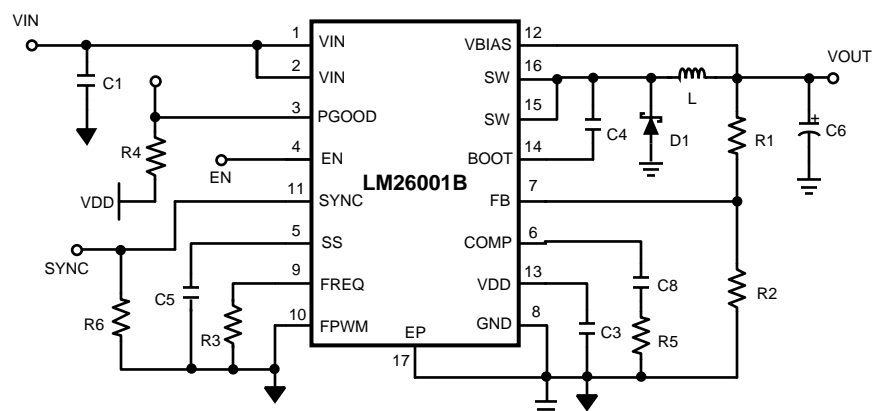 VIN
1
VIN
2
VIN
C1
3
PGOOD
R4
4
EN
EN
VDD
11
SYNC
SYNC
5
SS
C5
9
FREQ
R6
R3
10
FPWM
LM26001B
EP
17
12
VBIAS
VOUT
16
SW
L
15
SW
C4
D1
R1
+
C6
14
BOOT
7
FB
6
COMP
C8
R2
13
VDD
8
GND
C3
R5